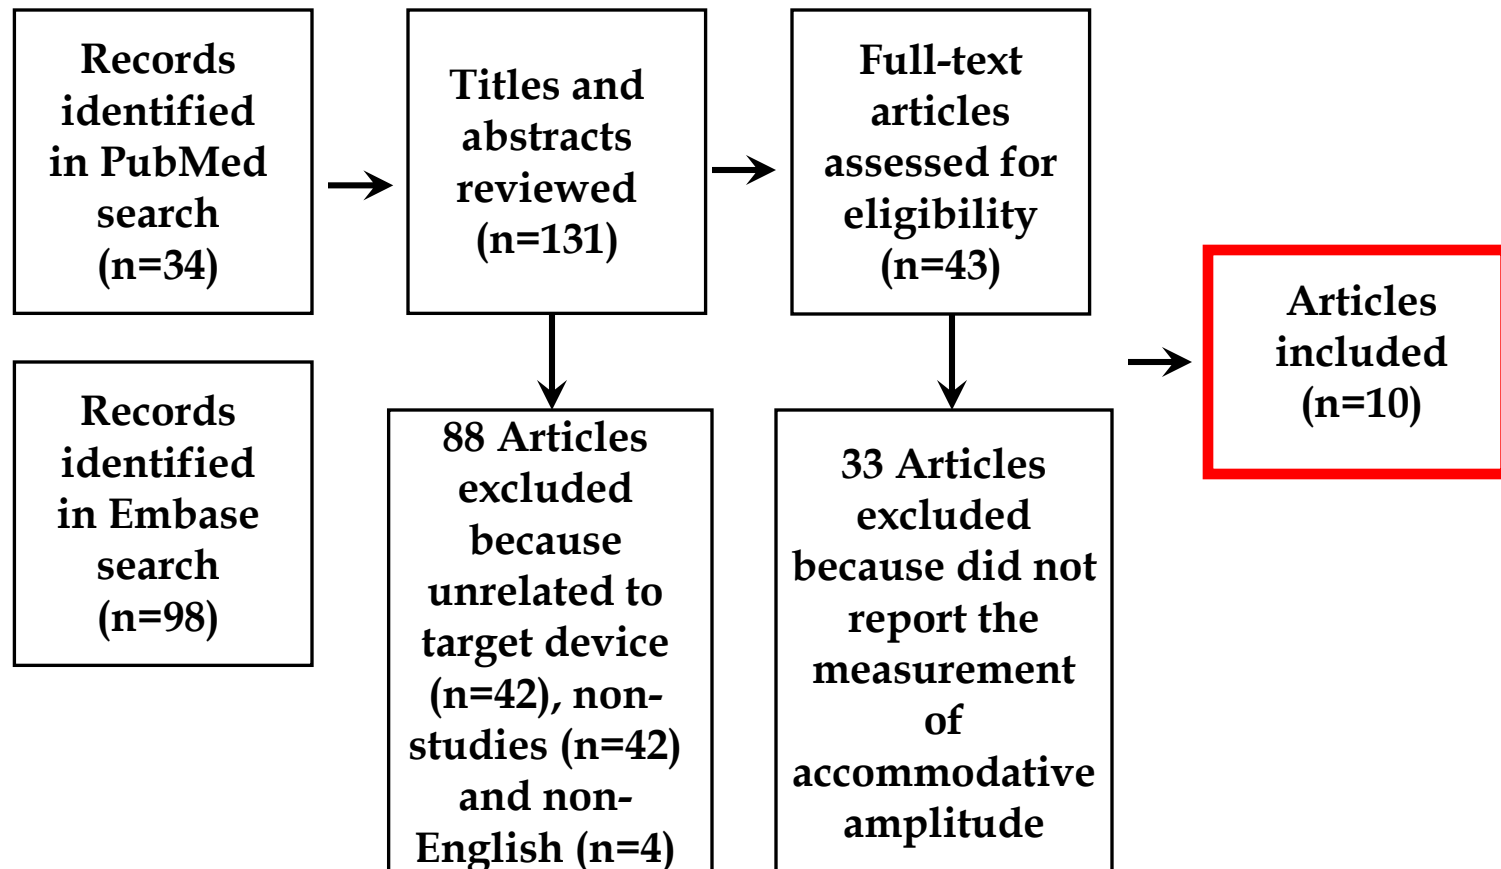 Records
identified
in PubMed
search
(n=34)
Records
identified
in Embase
search
(n=98)
Titles and
abstracts
reviewed
(n=131)
88 Articles
excluded
because
unrelated to
target device
(n=42), non-
studies (n=42)
and non-
English (n=4)
Full-text
articles
assessed for
eligibility
(n=43)
33 Articles
excluded
because did not
report the
measurement
of
accommodative
amplitude
Articles
included
(n=10)